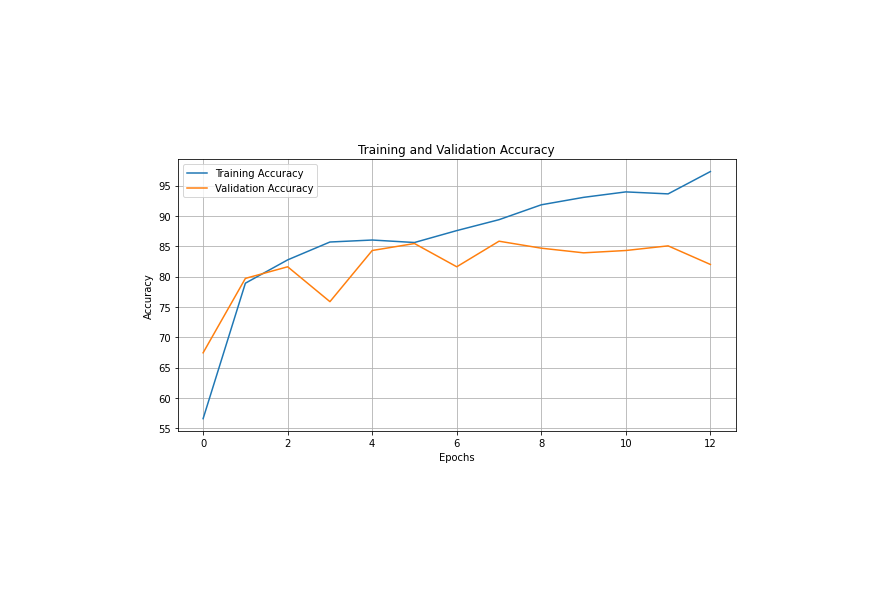 Training and Validation Accuracy
Training Accuracy
Validation Accuracy
95
90
85
80
75
70
65
60
55
Accuracy
0 2 4 6 8 10 12
Epochs